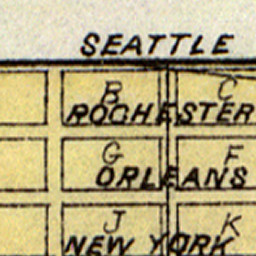 SEATTLE
B C
ROCHESTER
G F
ORLEANS
J K
NEW YORK